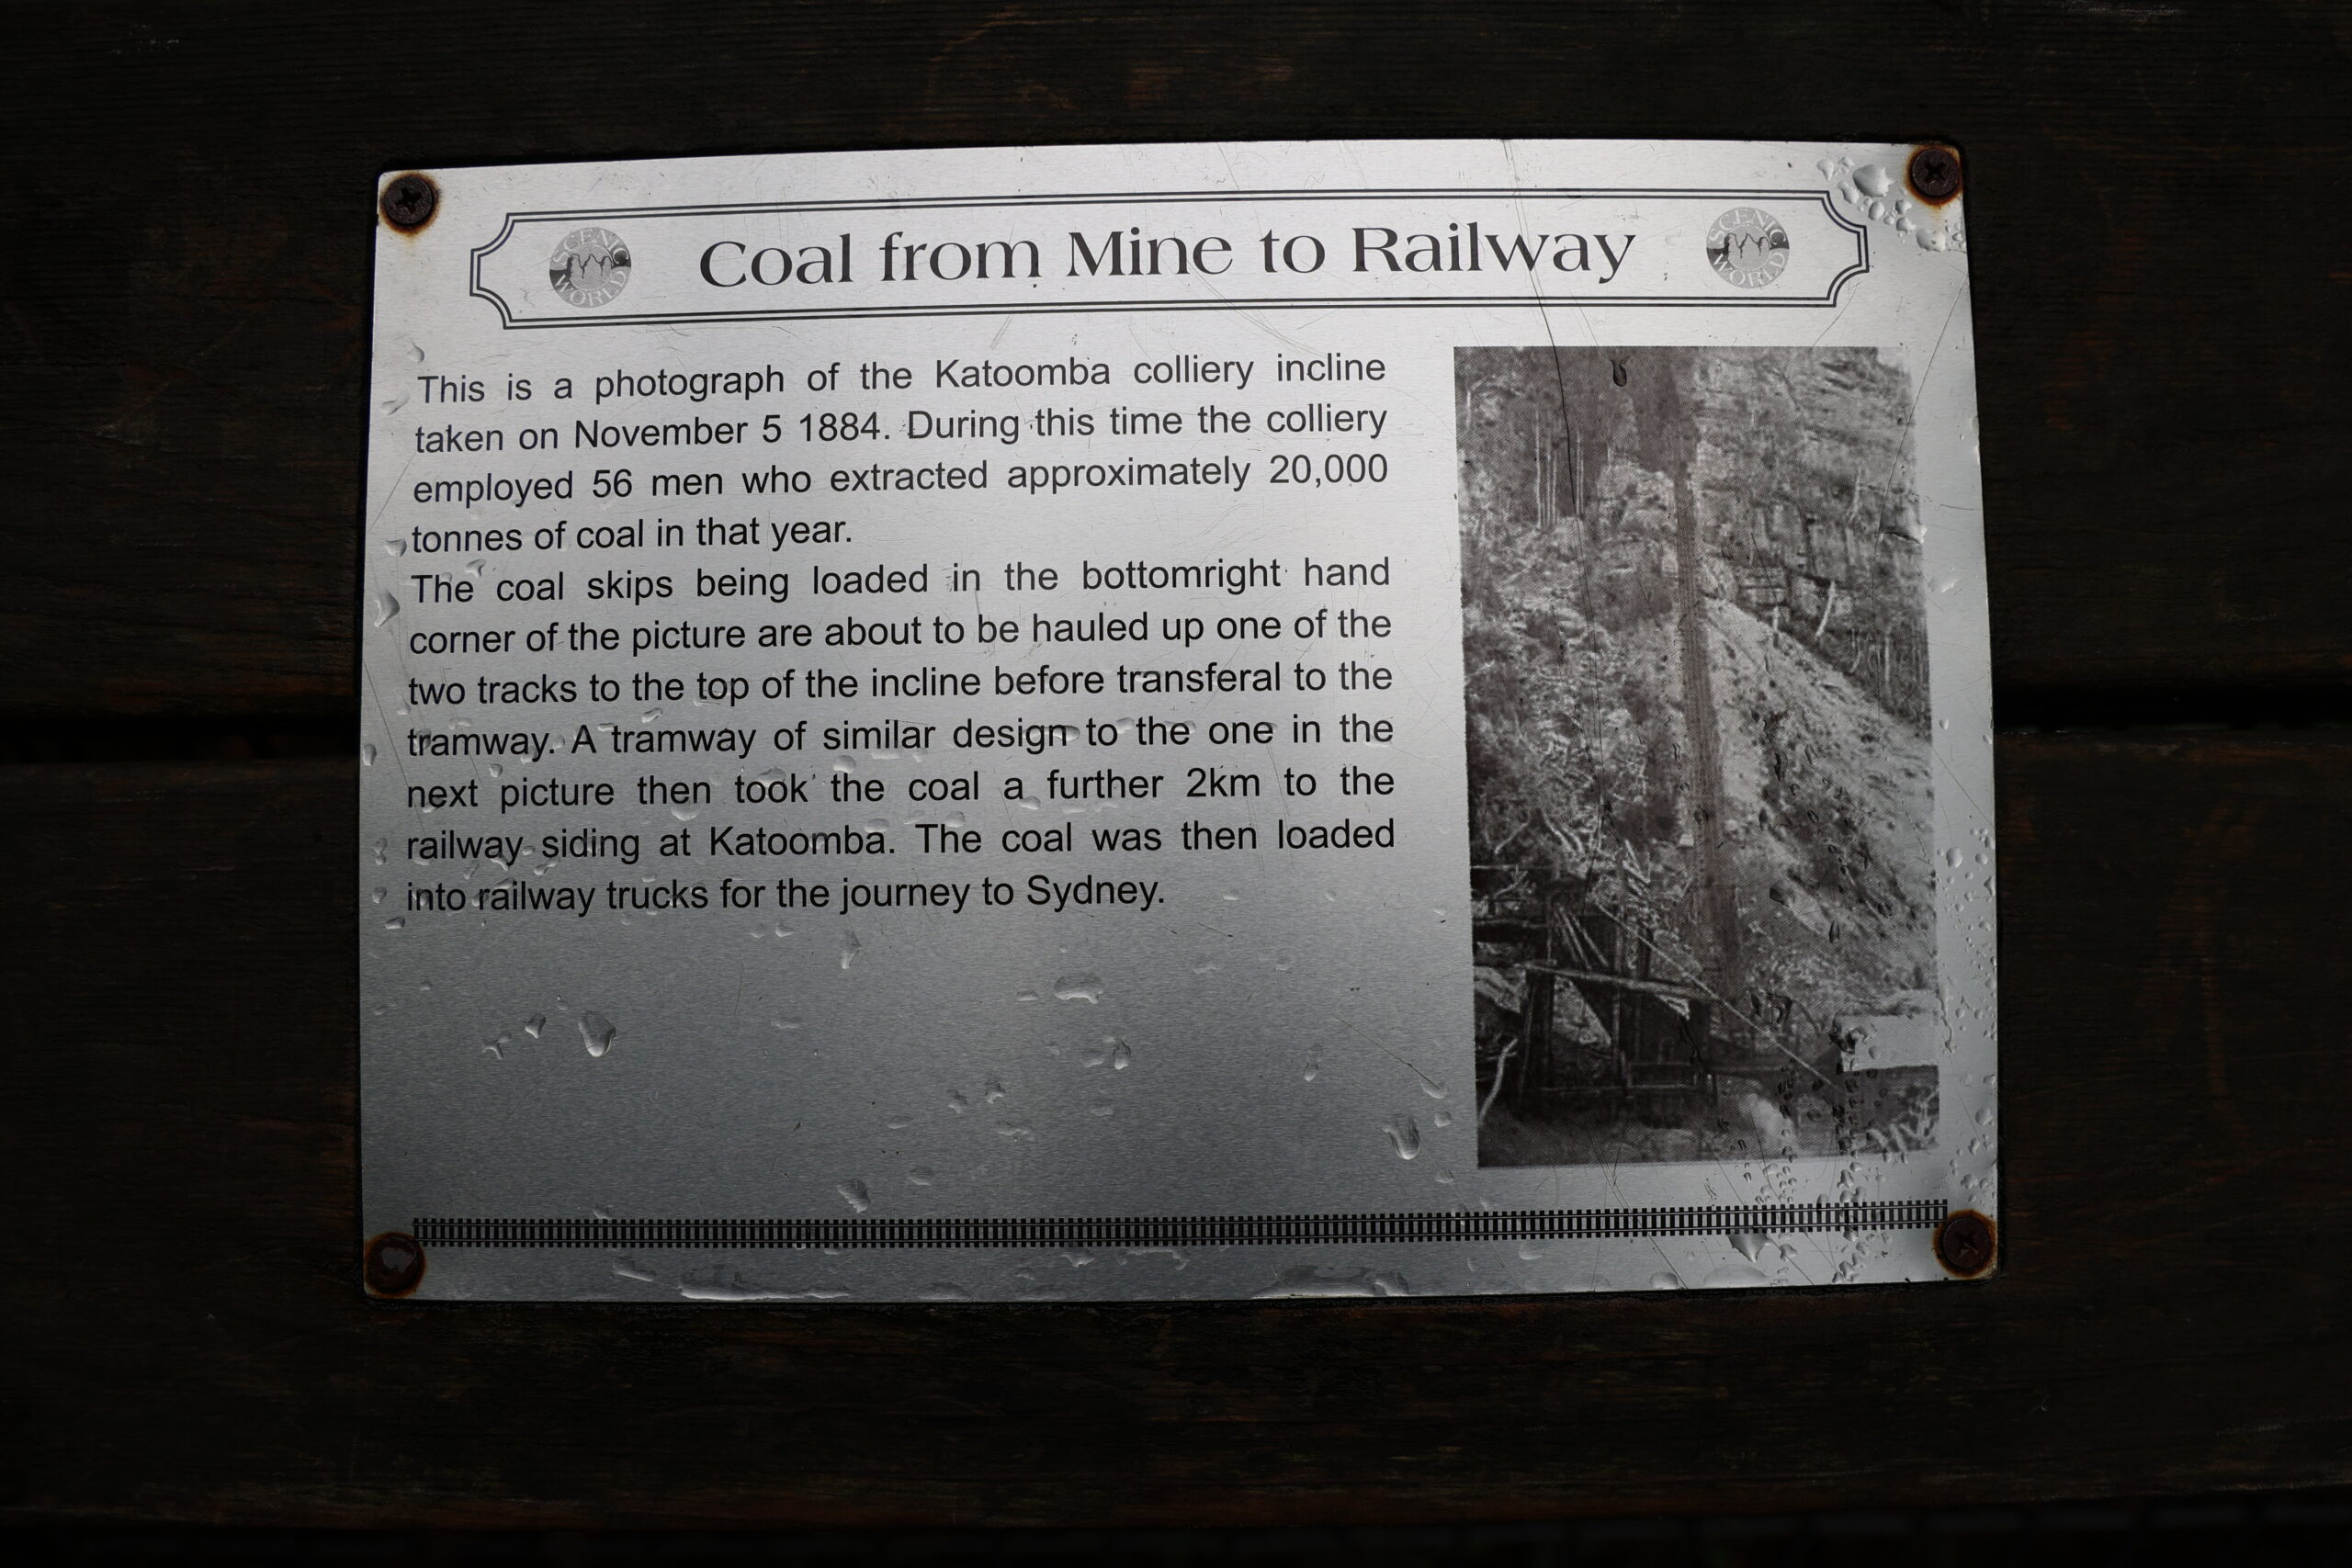 SCENIC WORLD
Coal from Mine to Railway
SCENIC WORLD
This is a photograph of the Katoomba colliery incline
taken on November 5 1884. During this time the colliery
employed 56 men who extracted approximately 20,000
tonnes of coal in that year.
The coal skips being loaded in the bottomright hand
corner of the picture are about to be hauled up one of the
two tracks to the top of the incline before transferal to the
tramway. A tramway of similar design to the one in the
next picture then took the coal a further 2km to the
railway siding at Katoomba. The coal was then loaded
into railway trucks for the journey to Sydney.